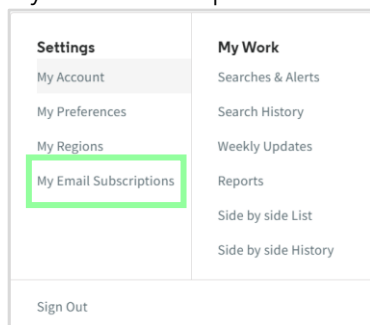 Settings
My Account
My Preferences
My Regions
My Email Subscriptions
My Work
Searches & Alerts
Search History
Weekly Updates
Reports
Side by side List
Side by side History
Sign Out